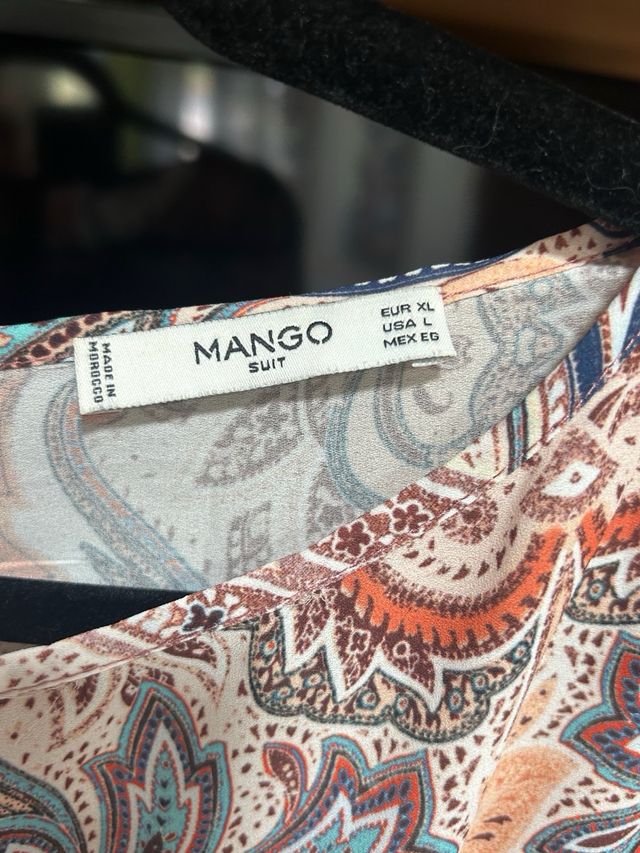 MADE IN
MOROCCO
MANGO
SUIT
EUR XL
USA L
MEX EG